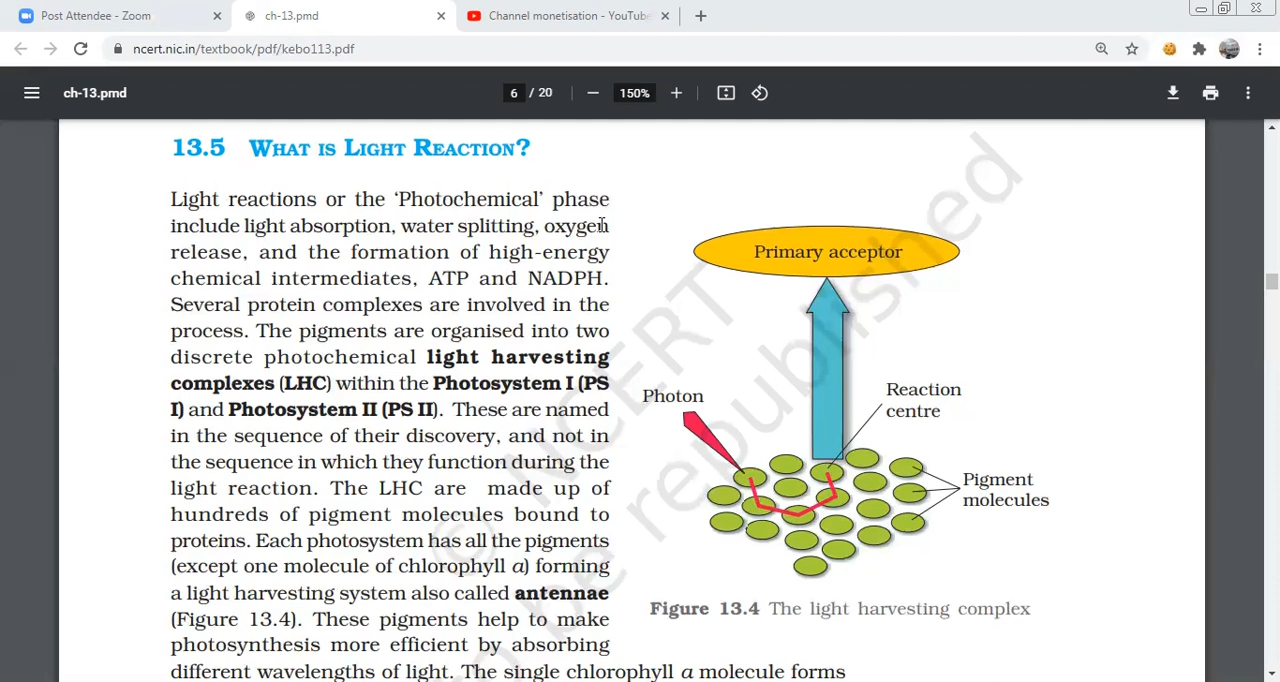 Post Attendee - Zoom
ch-13.pmd
Channel monetisation - YouTube
ncert.nic.in/textbook/pdf/kebo113.pdf
ch-13.pmd
6 / 20
150%
13.5 WHAT IS LIGHT REACTION?
Light reactions or the ‘Photochemical’ phase
include light absorption, water splitting, oxygen
release, and the formation of high-energy
chemical intermediates, ATP and NADPH.
Several protein complexes are involved in the
process. The pigments are organised into two
discrete photochemical light harvesting
complexes (LHC) within the Photosystem I (PS
I) and Photosystem II (PS II). These are named
in the sequence of their discovery, and not in
the sequence in which they function during the
light reaction. The LHC are made up of
hundreds of pigment molecules bound to
proteins. Each photosystem has all the pigments
(except one molecule of chlorophyll a) forming
a light harvesting system also called antennae
(Figure 13.4). These pigments help to make
photosynthesis more efficient by absorbing
different wavelengths of light. The single chlorophyll a molecule forms
Primary acceptor
Photon
Reaction
centre
Pigment
molecules
Figure 13.4 The light harvesting complex
© NCERT
be republished